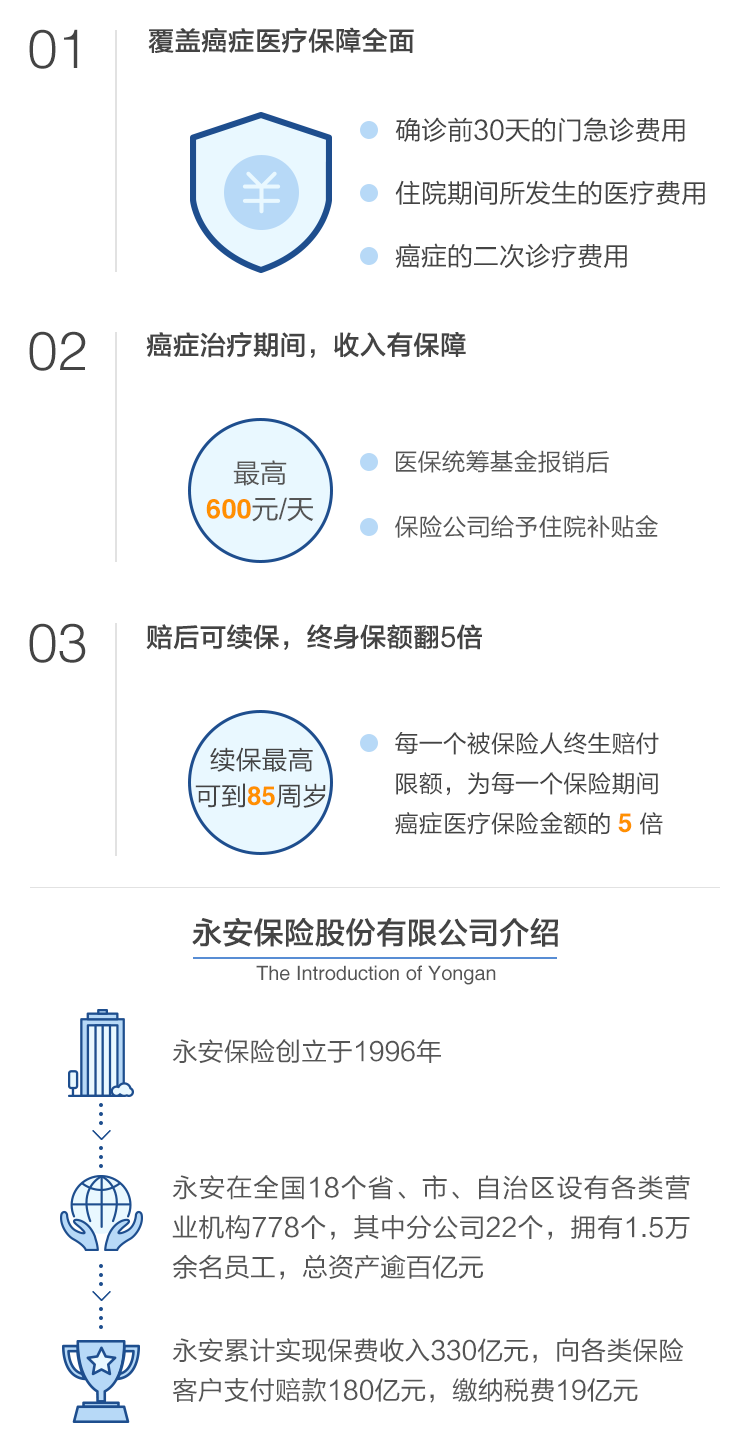 01
覆盖癌症医疗保障全面
¥
确诊前30天的门急诊费用
住院期间所发生的医疗费用
癌症的二次诊疗费用
02
癌症治疗期间，收入有保障
最高
600元/天
医保统筹基金报销后
保险公司给予住院补贴金
03
赔后可续保，终身保额翻5倍
续保最高
可到85周岁
每一个被保险人终生赔付
限额，为每一个保险期间
癌症医疗保险金额的 5 倍
永安保险股份有限公司介绍
The Introduction of Yongan
永安保险创立于1996年
永安在全国18个省、市、自治区设有各类营
业机构778个，其中分公司22个，拥有1.5万
余名员工，总资产逾百亿元
永安累计实现保费收入330亿元，向各类保险
客户支付赔款180亿元，缴纳税费19亿元